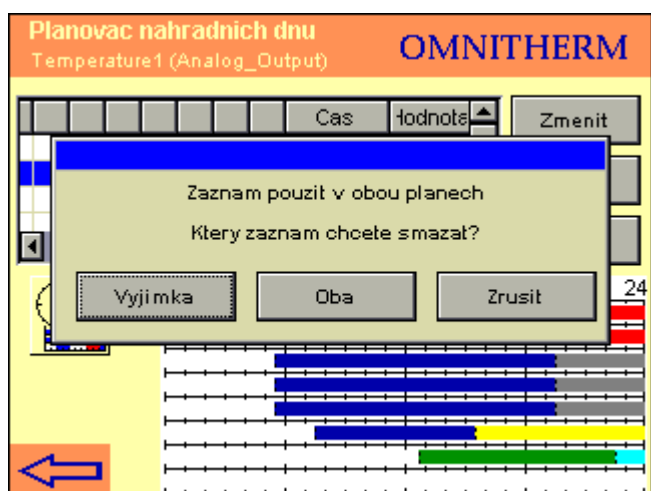 Planovac nahradnich dnu
Temperature1 (Analog_Output)
OMNITHERM
Cas
Hodnota
Zmenit
Zaznam pouzit v obou planech
Ktery zaznam chcete smazat?
Vyjimka
Oba
Zrusit
24